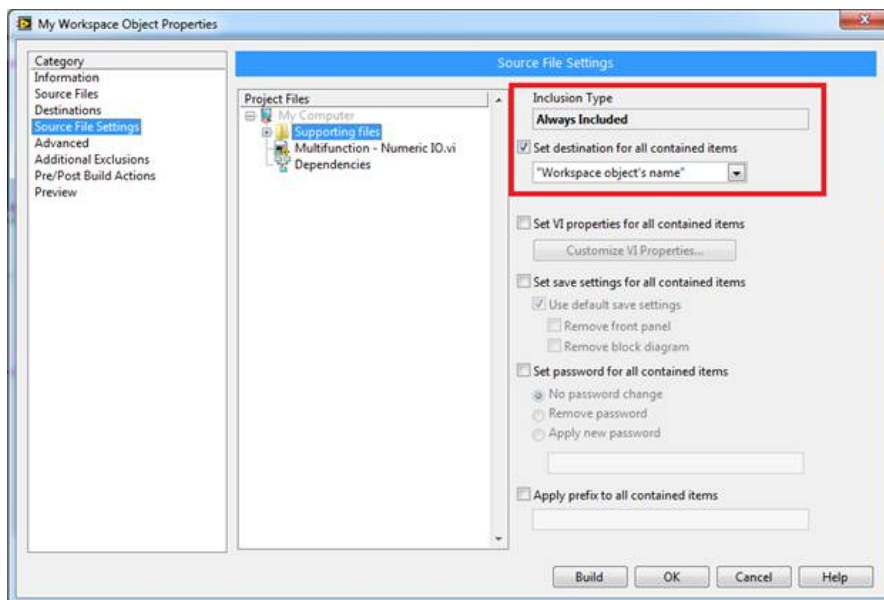 My Workspace Object Properties
Category
Information
Source Files
Destinations
Source File Settings
Advanced
Additional Exclusions
Pre/Post Build Actions
Preview
Source File Settings
Project Files
My Computer
Supporting files
Multifunction - Numeric IO.vi
Dependencies
Inclusion Type
Always Included
Set destination for all contained items
"Workspace object's name"
Set VI properties for all contained items
Customize VI Properties...
Set save settings for all contained items
Use default save settings
Remove front panel
Remove block diagram
Set password for all contained items
No password change
Remove password
Apply new password
Apply prefix to all contained items
Build OK Cancel Help